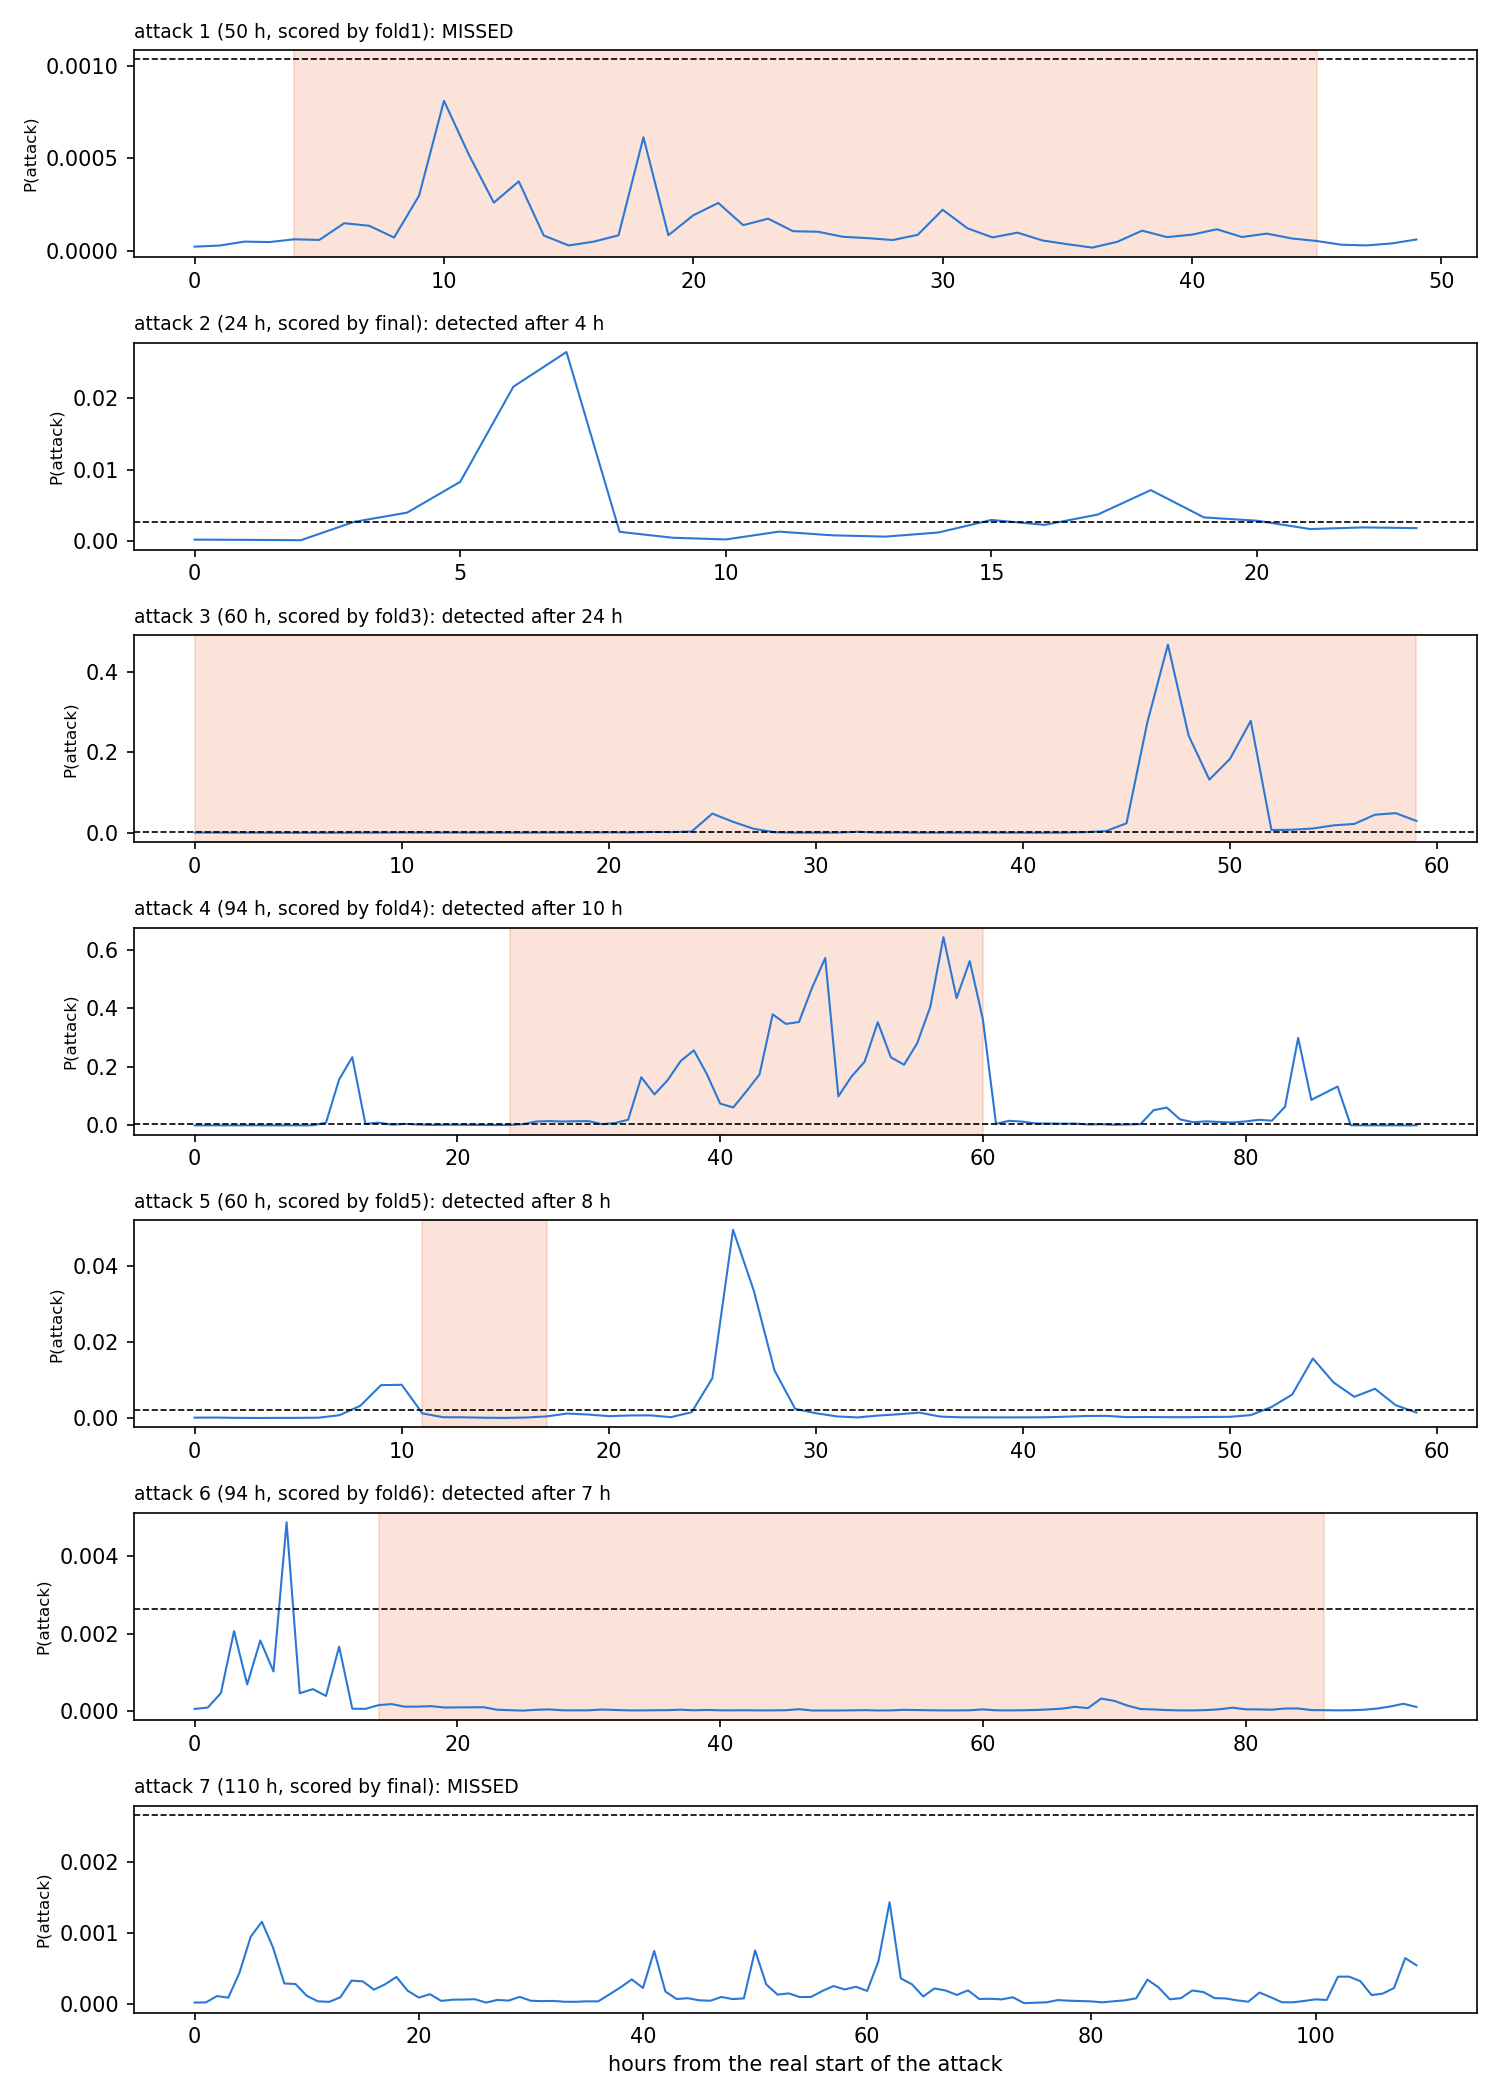 attack 1 (50 h, scored by fold1): MISSED
P(attack)
0.0010
0.0005
0.0000
0 10 20 30 40 50
attack 2 (24 h, scored by final): detected after 4 h
P(attack)
0.02
0.01
0.00
0 5 10 15 20
attack 3 (60 h, scored by fold3): detected after 24 h
P(attack)
0.4
0.2
0.0
0 10 20 30 40 50 60
attack 4 (94 h, scored by fold4): detected after 10 h
P(attack)
0.6
0.4
0.2
0.0
0 20 40 60 80
attack 5 (60 h, scored by fold5): detected after 8 h
P(attack)
0.04
0.02
0.00
0 10 20 30 40 50 60
attack 6 (94 h, scored by fold6): detected after 7 h
P(attack)
0.004
0.002
0.000
0 20 40 60 80
attack 7 (110 h, scored by final): MISSED
P(attack)
0.002
0.001
0.000
0 20 40 60 80 100
hours from the real start of the attack